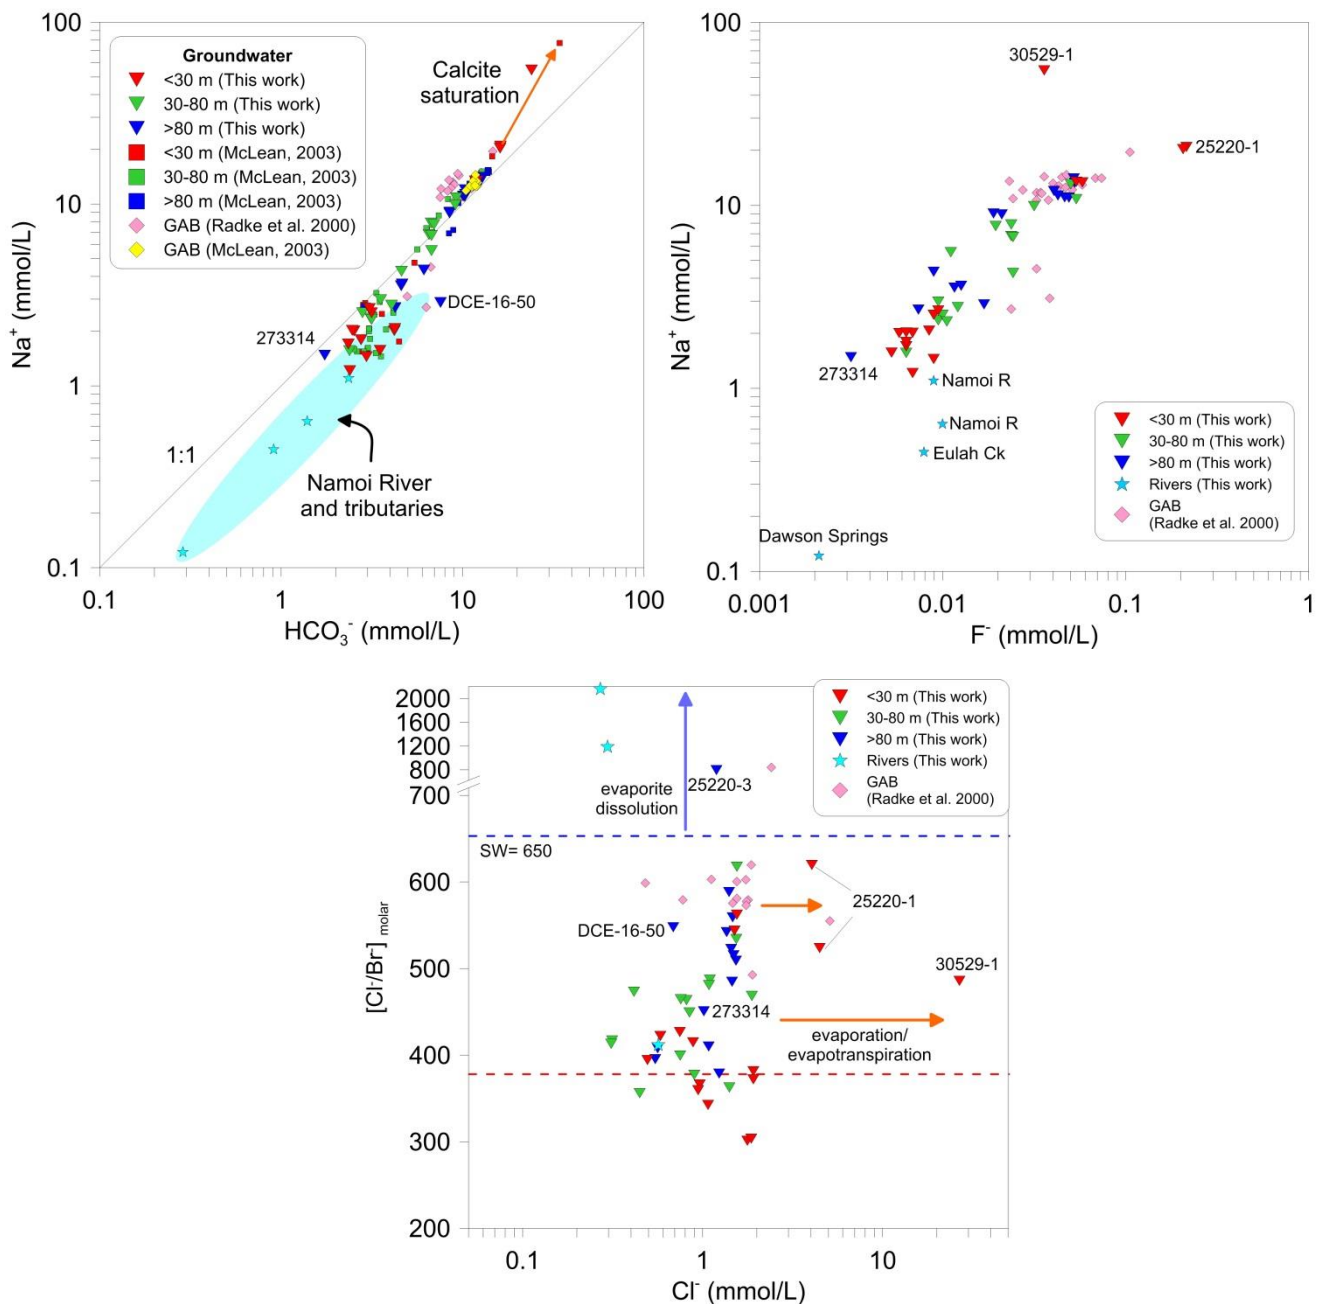 100
10
1
0.1
Na⁺ (mmol/L)
Groundwater
<30 m (This work)
30-80 m (This work)
>80 m (This work)
<30 m (McLean, 2003)
30-80 m (McLean, 2003)
>80 m (McLean, 2003)
GAB (Radke et al. 2000)
GAB (McLean, 2003)
Calcite
saturation
DCE-16-50
273314
1:1
Namoi River
and tributaries
0.1
1
10
100
HCO₃⁻ (mmol/L)
100
10
1
0.1
Na⁺ (mmol/L)
30529-1
25220-1
273314
Namoi R
Namoi R
Eulah Ck
Dawson Springs
<30 m (This work)
30-80 m (This work)
>80 m (This work)
Rivers (This work)
GAB
(Radke et al. 2000)
0.001
0.01
0.1
1
F⁻ (mmol/L)
2000
1600
1200
800
700
600
500
400
300
200
[Cl⁻/Br⁻] molar
<30 m (This work)
30-80 m (This work)
>80 m (This work)
Rivers (This work)
GAB
(Radke et al. 2000)
evaporite
dissolution
25220-3
SW= 650
25220-1
DCE-16-50
30529-1
273314
evaporation/
evapotranspiration
0.1
1
10
Cl⁻ (mmol/L)